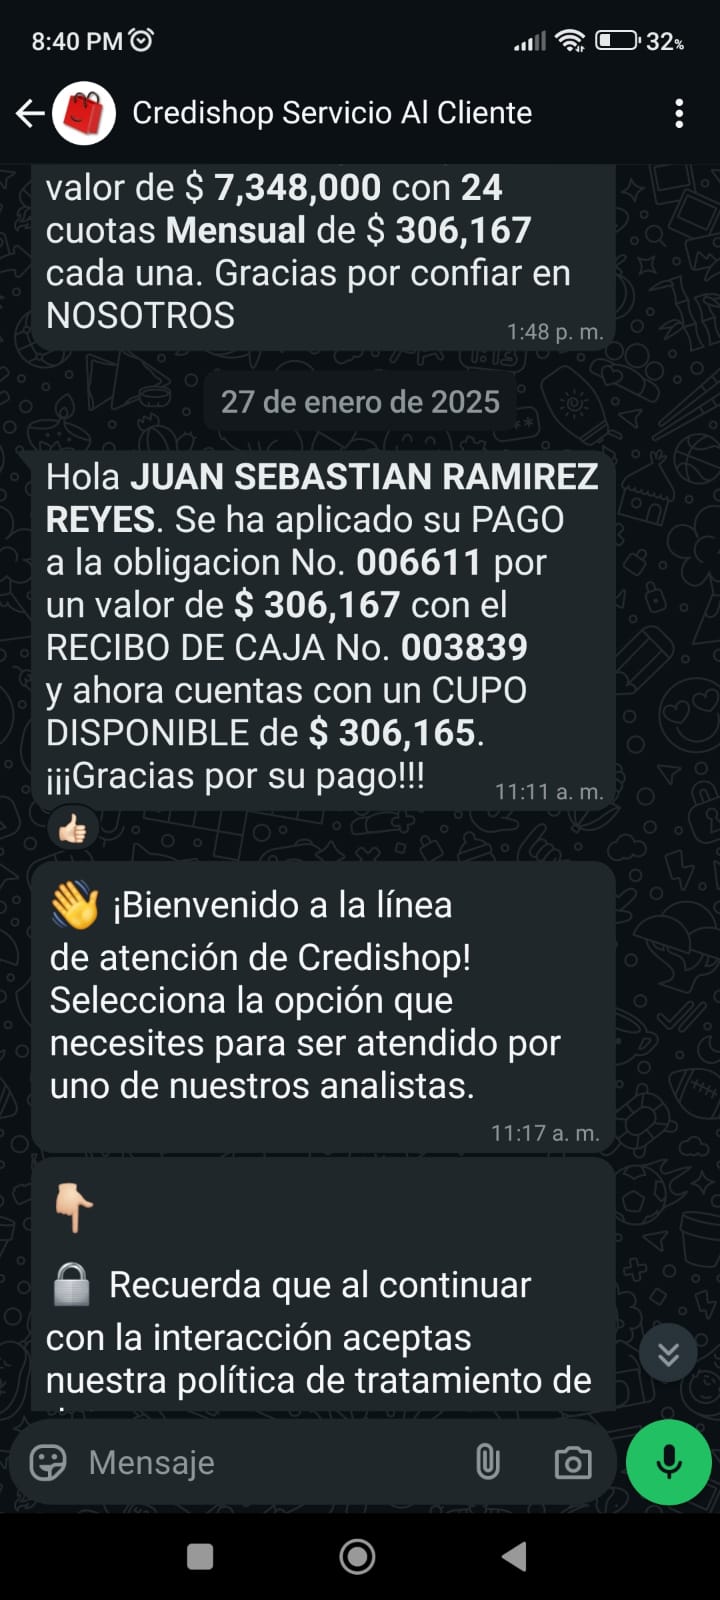 8:40 PM
32%
Credishop Servicio Al Cliente
valor de $ 7,348,000 con 24
cuotas Mensual de $ 306,167
cada una. Gracias por confiar en
NOSOTROS
1:48 p. m.
27 de enero de 2025
Hola JUAN SEBASTIAN RAMIREZ
REYES. Se ha aplicado su PAGO
a la obligacion No. 006611 por
un valor de $ 306,167 con el
RECIBO DE CAJA No. 003839
y ahora cuentas con un CUPO
DISPONIBLE de $ 306,165.
¡¡¡Gracias por su pago!!!
11:11 a. m.
👍🏻
👋 ¡Bienvenido a la línea
de atención de Credishop!
Selecciona la opción que
necesites para ser atendido por
uno de nuestros analistas.
11:17 a. m.
👇🏻
🔒 Recuerda que al continuar
con la interacción aceptas
nuestra política de tratamiento de
Mensaje